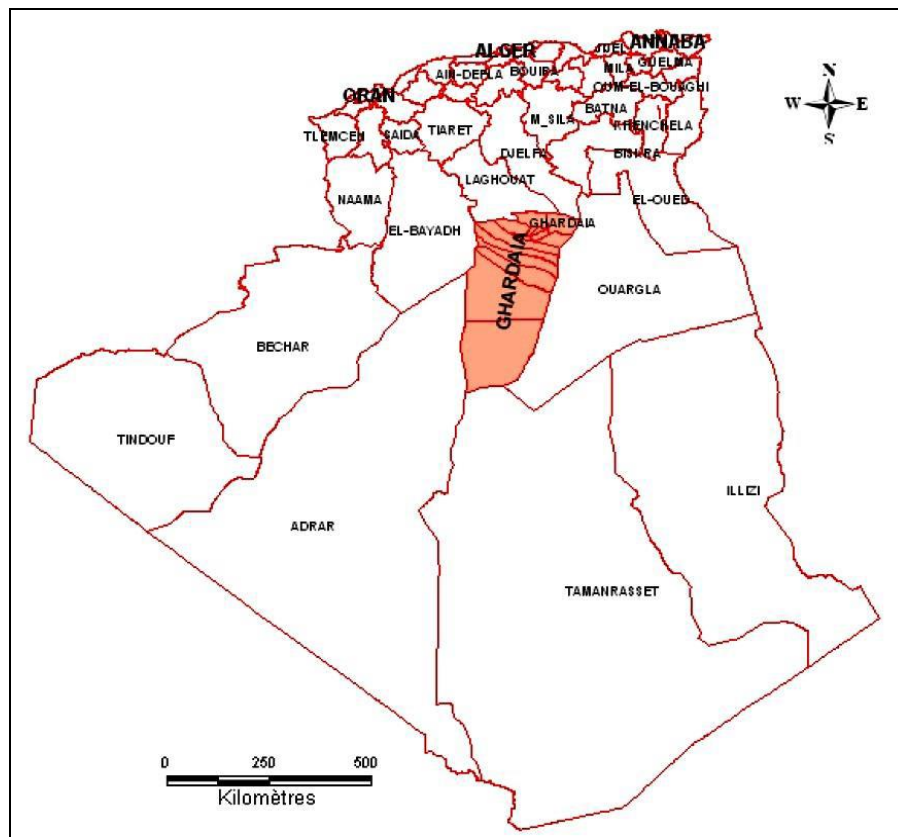 ALGER
ANNABA
JIJEL
MILA
GUELMA
AIN-DEFLA
BOUIRA
OUM-EL-BOUAGHI
ORAN
BATNA
M_SILA
KHENCHELA
TLEMCEN
SAIDA
TIARET
DJELFA
BISKRA
LAGHOUAT
NAAMA
EL-OUED
EL-BAYADH
GHARDAIA
GHARDAIA
OUARGLA
BECHAR
TINDOUF
ILLIZI
ADRAR
TAMANRASSET
N
W E
S
0 250 500
Kilomètres